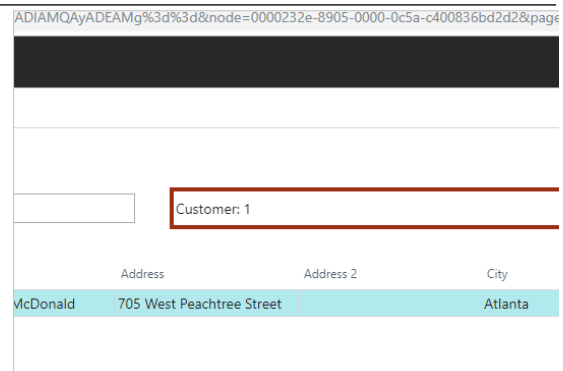 ADIAMQAyADEAMg%3d%3d&node=0000232e-8905-0000-0c5a-c400836bd2d2&page
Customer: 1
Address Address 2 City
McDonald 705 West Peachtree Street Atlanta